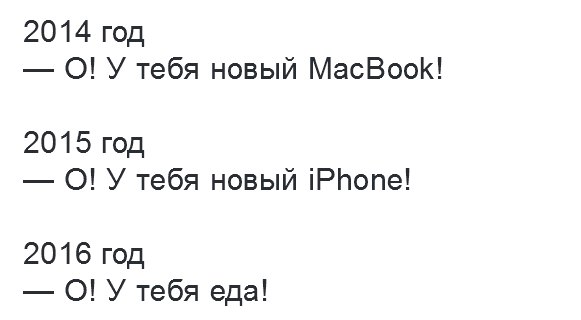 2014 год
— О! У тебя новый MacBook!
2015 год
— О! У тебя новый iPhone!
2016 год
— О! У тебя еда!